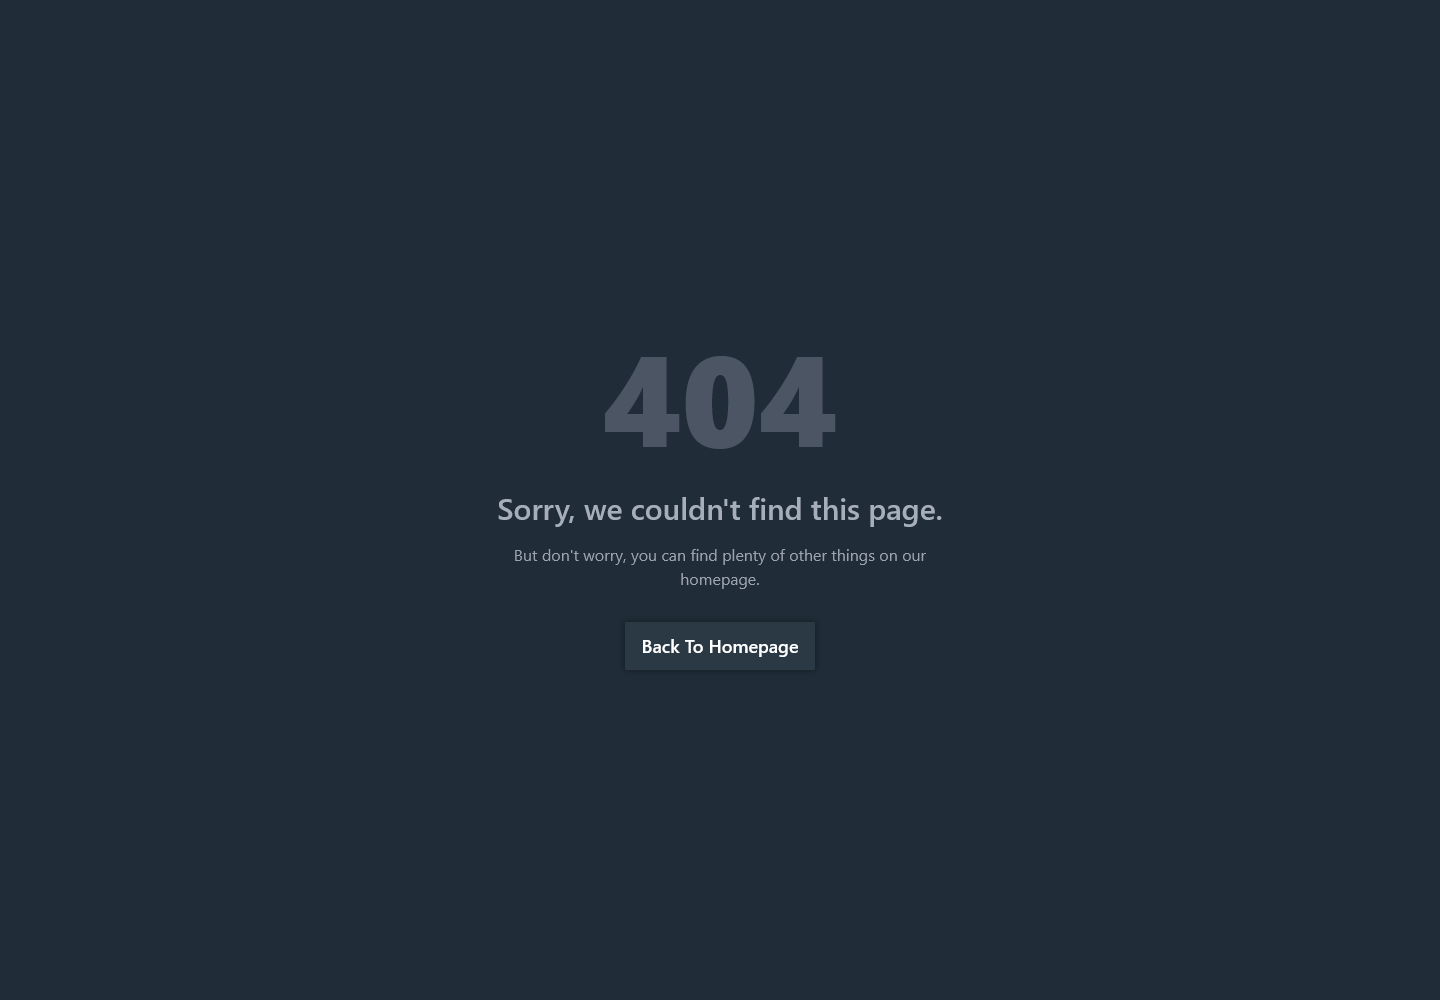 404
Sorry, we couldn't find this page.
But don't worry, you can find plenty of other things on our
homepage.
Back To Homepage